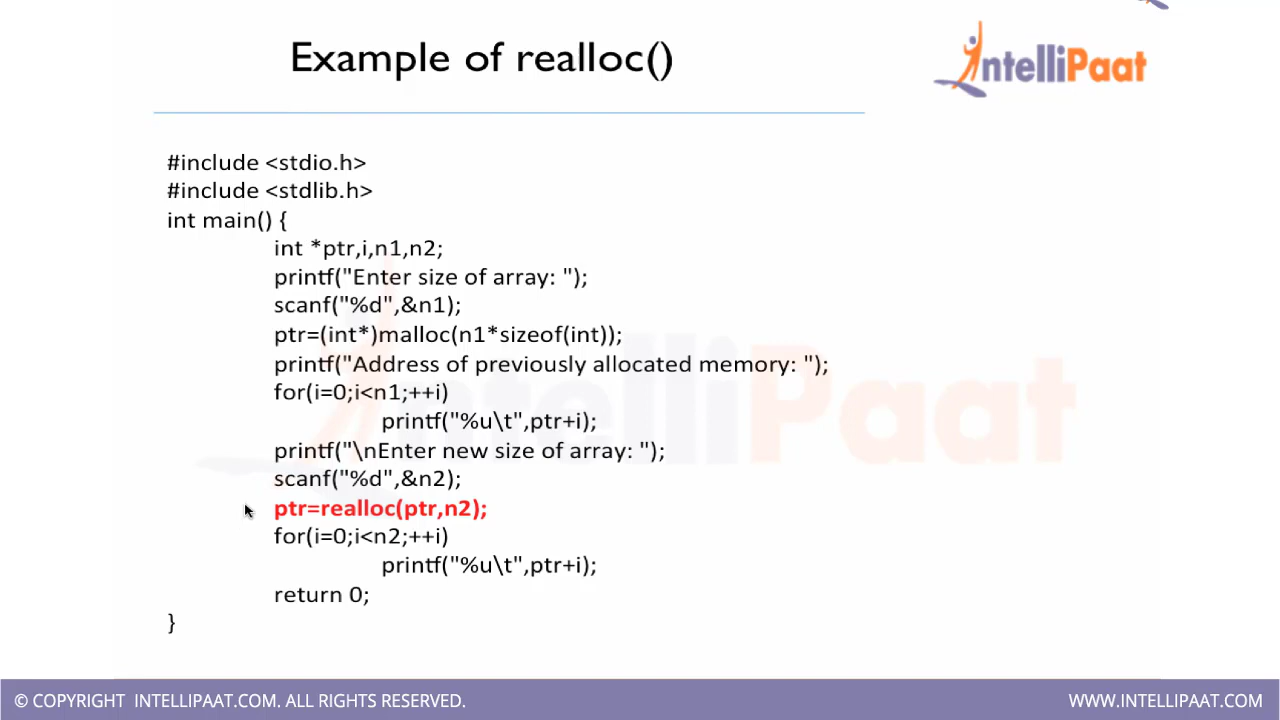 Example of realloc()
IntelliPaat
#include <stdio.h>
#include <stdlib.h>
int main() {
int *ptr,i,n1,n2;
printf("Enter size of array: ");
scanf("%d",&n1);
ptr=(int*)malloc(n1*sizeof(int));
printf("Address of previously allocated memory: ");
for(i=0;i<n1;++i)
printf("%u\t",ptr+i);
printf("\nEnter new size of array: ");
scanf("%d",&n2);
ptr=realloc(ptr,n2);
for(i=0;i<n2;++i)
printf("%u\t",ptr+i);
return 0;
}
IntelliPaat
© COPYRIGHT INTELLIPAAT.COM. ALL RIGHTS RESERVED.
WWW.INTELLIPAAT.COM